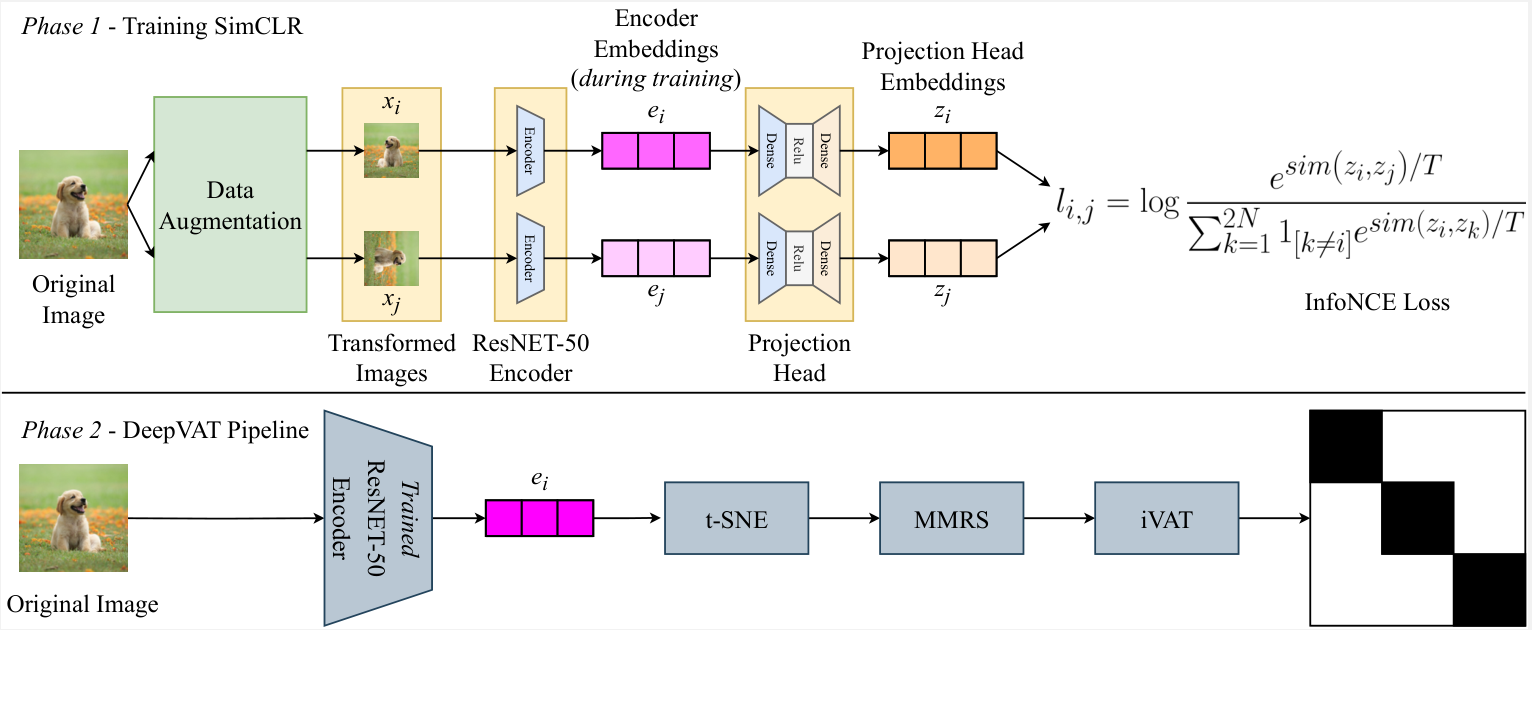 Phase 1 - Training SimCLR
Encoder
Embeddings
(during training)
Projection Head
Embeddings
x_i
e_i
z_i
Data
Augmentation
Encoder
Dense
Relu
Dense
l_{i,j} = log e^{sim(z_i,z_j)/T} / ∑_{k=1}^{2N} 1_{[k≠i]} e^{sim(z_i,z_k)/T}
Encoder
Dense
Relu
Dense
x_j
e_j
z_j
Original
Image
InfoNCE Loss
Transformed
Images
ResNET-50
Encoder
Projection
Head
Phase 2 - DeepVAT Pipeline
Original Image
Trained
ResNET-50
Encoder
e_i
t-SNE
MMRS
iVAT